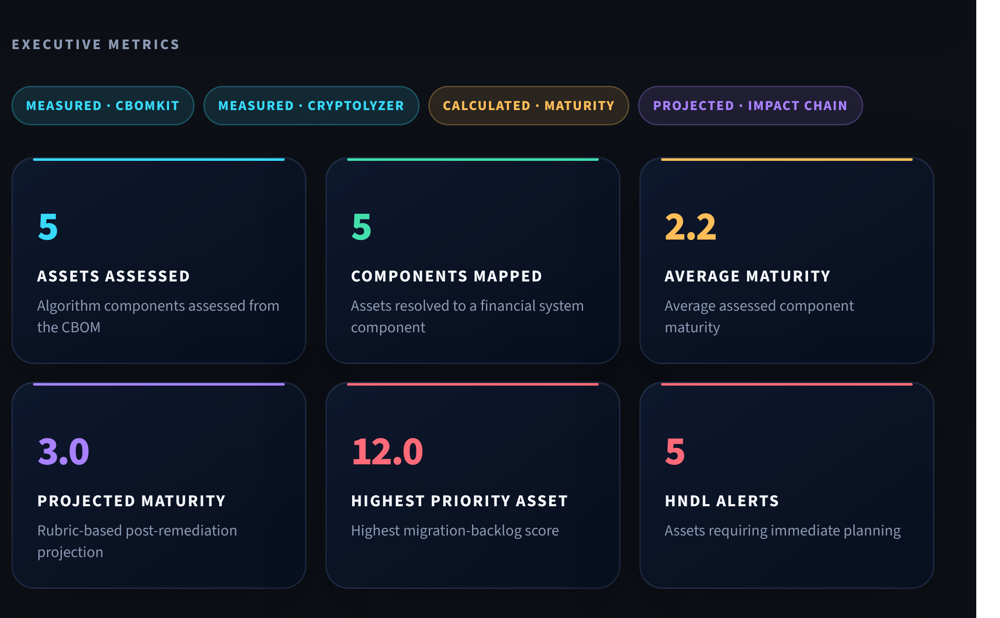 EXECUTIVE METRICS
MEASURED · CBOMKIT
MEASURED · CRYPTOLYZER
CALCULATED · MATURITY
PROJECTED · IMPACT CHAIN
5
ASSETS ASSESSED
Algorithm components assessed from
the CBOM
5
COMPONENTS MAPPED
Assets resolved to a financial system
component
2.2
AVERAGE MATURITY
Average assessed component
maturity
3.0
PROJECTED MATURITY
Rubric-based post-remediation
projection
12.0
HIGHEST PRIORITY ASSET
Highest migration-backlog score
5
HNDL ALERTS
Assets requiring immediate planning